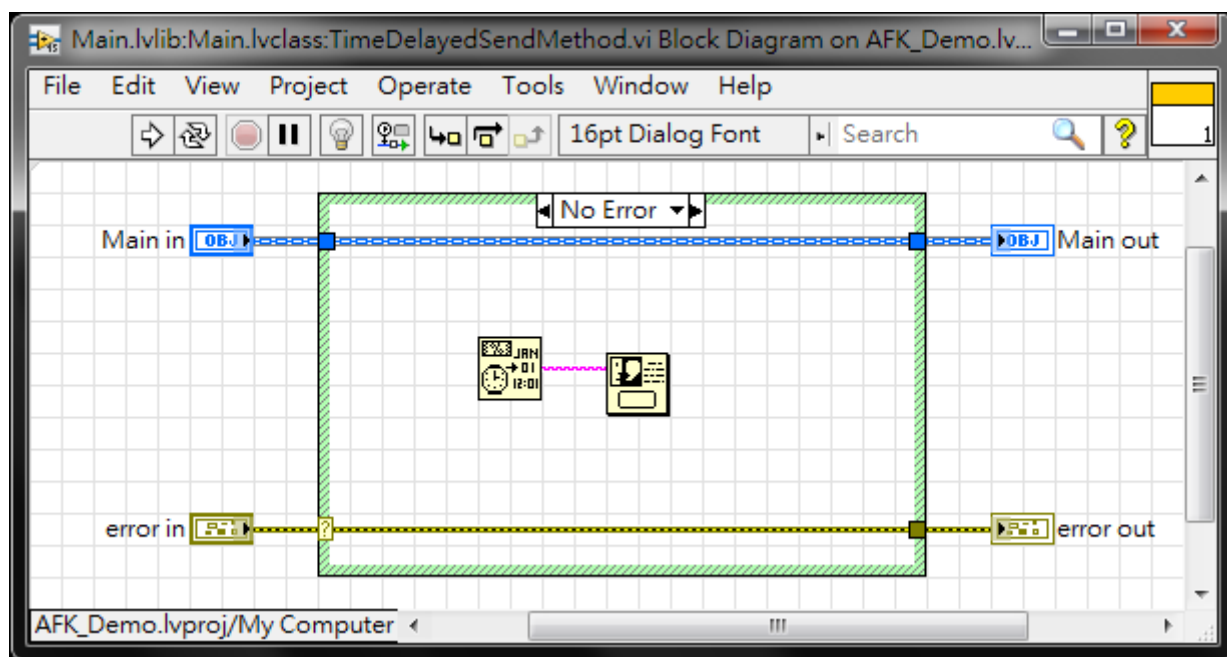 Main.lvlib:Main.lvclass:TimeDelayedSendMethod.vi Block Diagram on AFK_Demo.lv...
File Edit View Project Operate Tools Window Help
16pt Dialog Font Search 1
No Error
Main in OBJ OBJ Main out
JAN
01
12:01
error in ? error out
AFK_Demo.lvproj/My Computer